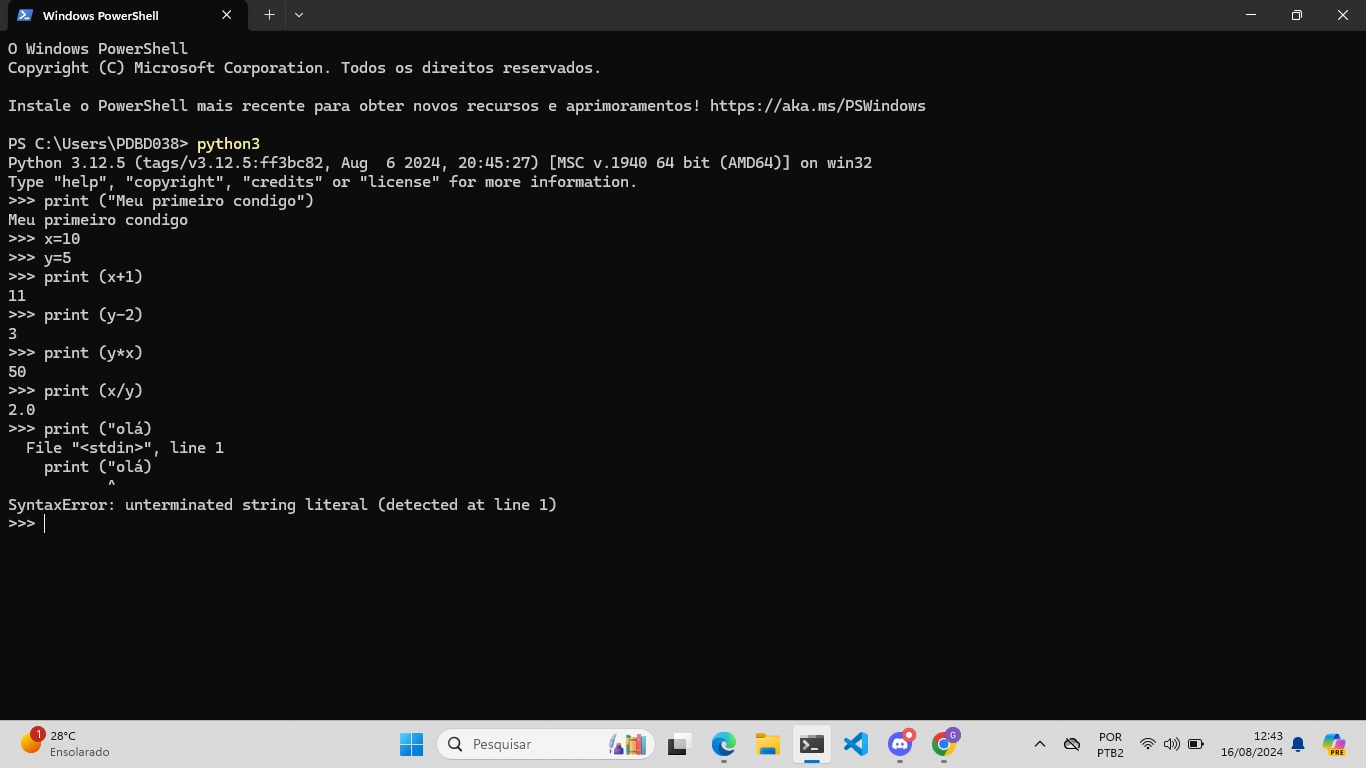 Windows PowerShell
O Windows PowerShell
Copyright (C) Microsoft Corporation. Todos os direitos reservados.
Instale o PowerShell mais recente para obter novos recursos e aprimoramentos! https://aka.ms/PSWindows
PS C:\Users\PDBD038> python3
Python 3.12.5 (tags/v3.12.5:ff3bc82, Aug  6 2024, 20:45:27) [MSC v.1940 64 bit (AMD64)] on win32
Type "help", "copyright", "credits" or "license" for more information.
>>> print ("Meu primeiro condigo")
Meu primeiro condigo
>>> x=10
>>> y=5
>>> print (x+1)
11
>>> print (y-2)
3
>>> print (y*x)
50
>>> print (x/y)
2.0
>>> print ("olá)
  File "<stdin>", line 1
    print ("olá)
           ^
SyntaxError: unterminated string literal (detected at line 1)
>>>
1
28°C
Ensolarado
Pesquisar
G
POR
PTB2
12:43
16/08/2024
PRE